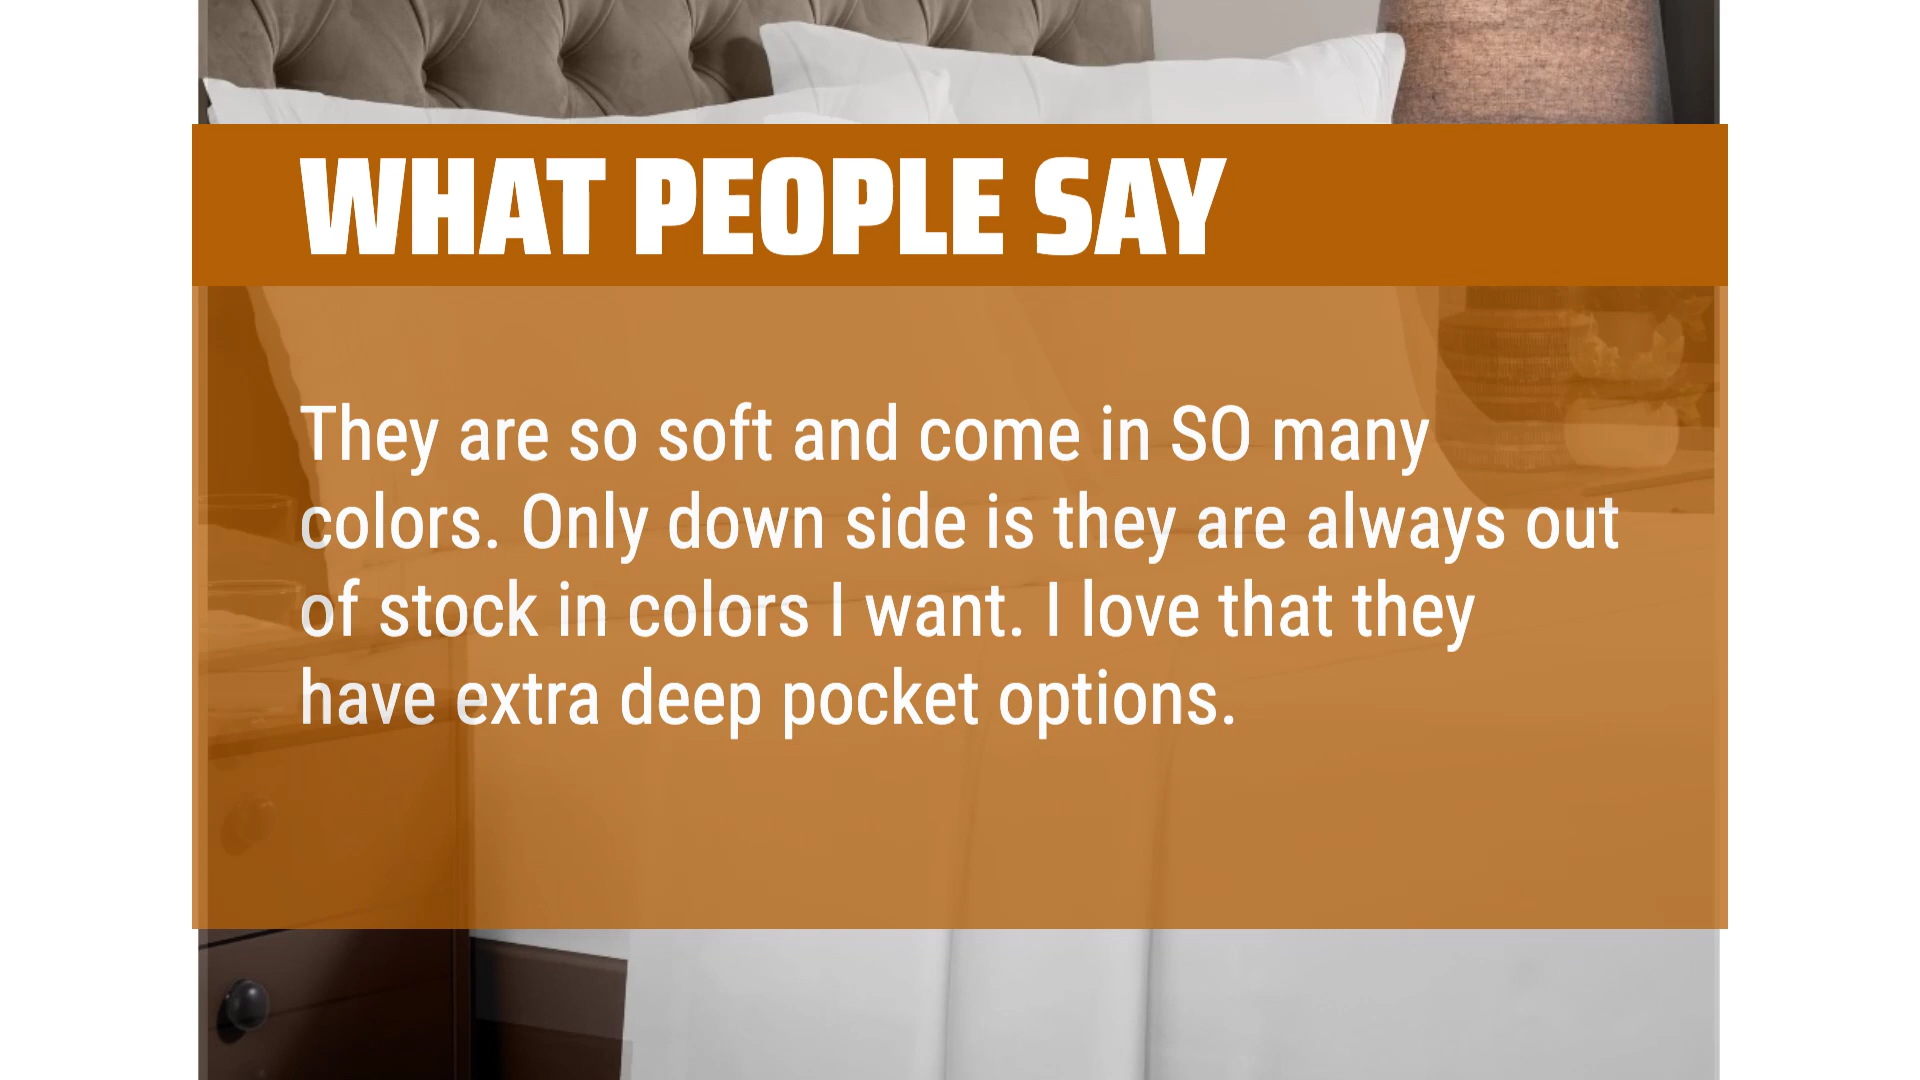 WHAT PEOPLE SAY
They are so soft and come in SO many
colors. Only down side is they are always out
of stock in colors I want. I love that they
have extra deep pocket options.